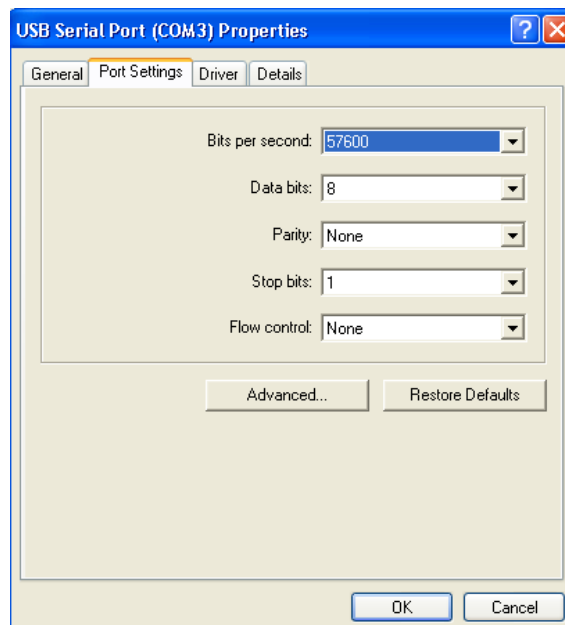 USB Serial Port (COM3) Properties
General Port Settings Driver Details
Bits per second: 57600
Data bits: 8
Parity: None
Stop bits: 1
Flow control: None
Advanced... Restore Defaults
OK Cancel